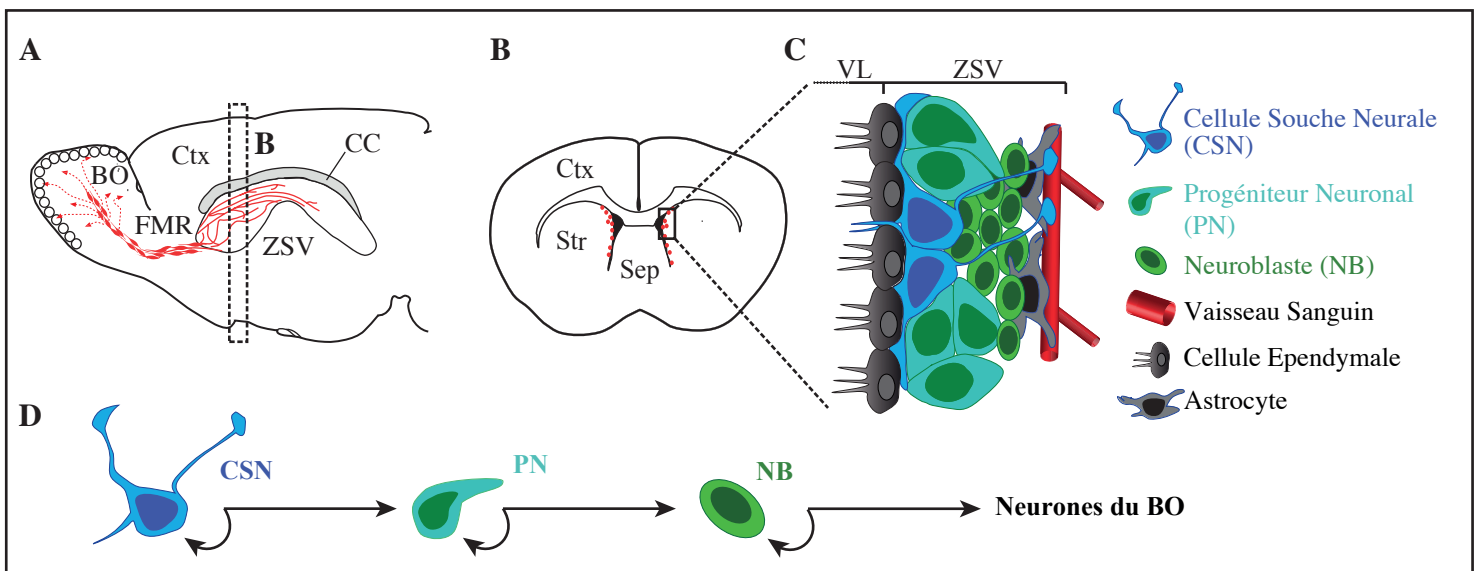 A
Ctx
B
CC
BO
FMR
ZSV
B
Ctx
Str
Sep
C
VL
ZSV
Cellule Souche Neurale
(CSN)
Progéniteur Neuronal
(PN)
Neuroblaste (NB)
Vaisseau Sanguin
Cellule Ependymale
Astrocyte
D
CSN
PN
NB
Neurones du BO